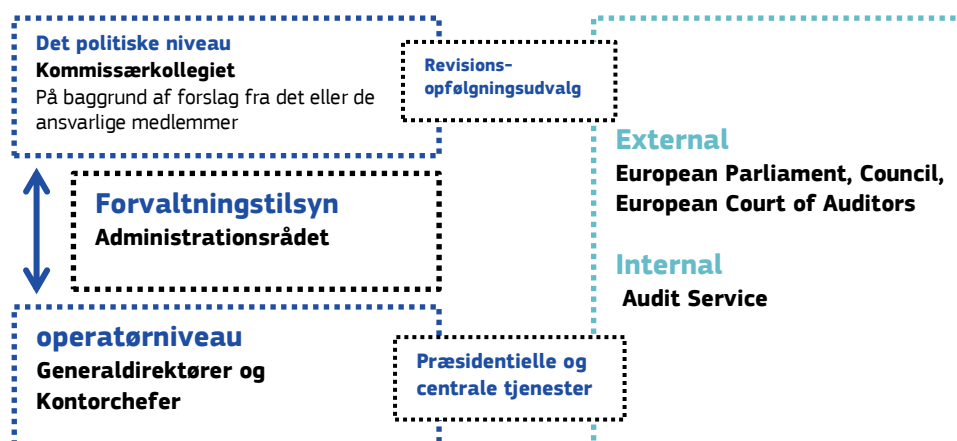 Det politiske niveau
Kommissærkollegiet
På baggrund af forslag fra det eller de
ansvarlige medlemmer
Revisions-
opfølgningsudvalg
Forvaltningstilsyn
Administrationsrådet
External
European Parliament, Council,
European Court of Auditors
Internal
Audit Service
operatørniveau
Generaldirektører og
Kontorchefer
Præsidentielle og
centrale tjenester